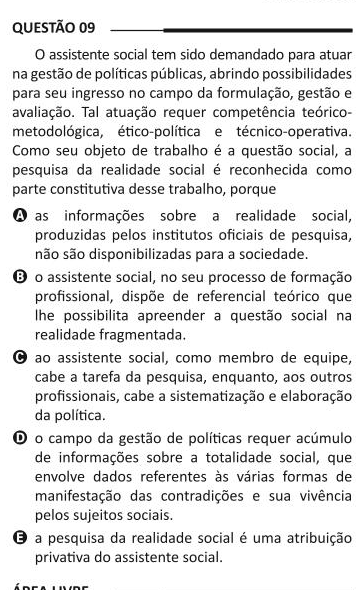 QUESTÃO 09
O assistente social tem sido demandado para atuar
na gestão de políticas públicas, abrindo possibilidades
para seu ingresso no campo da formulação, gestão e
avaliação. Tal atuação requer competência teórico-
metodológica, ético-política e técnico-operativa.
Como seu objeto de trabalho é a questão social, a
pesquisa da realidade social é reconhecida como
parte constitutiva desse trabalho, porque
A as informações sobre a realidade social,
produzidas pelos institutos oficiais de pesquisa,
não são disponibilizadas para a sociedade.
B o assistente social, no seu processo de formação
profissional, dispõe de referencial teórico que
lhe possibilita apreender a questão social na
realidade fragmentada.
C ao assistente social, como membro de equipe,
cabe a tarefa da pesquisa, enquanto, aos outros
profissionais, cabe a sistematização e elaboração
da política.
D o campo da gestão de políticas requer acúmulo
de informações sobre a totalidade social, que
envolve dados referentes às várias formas de
manifestação das contradições e sua vivência
pelos sujeitos sociais.
E a pesquisa da realidade social é uma atribuição
privativa do assistente social.
ÁREA LIVRE